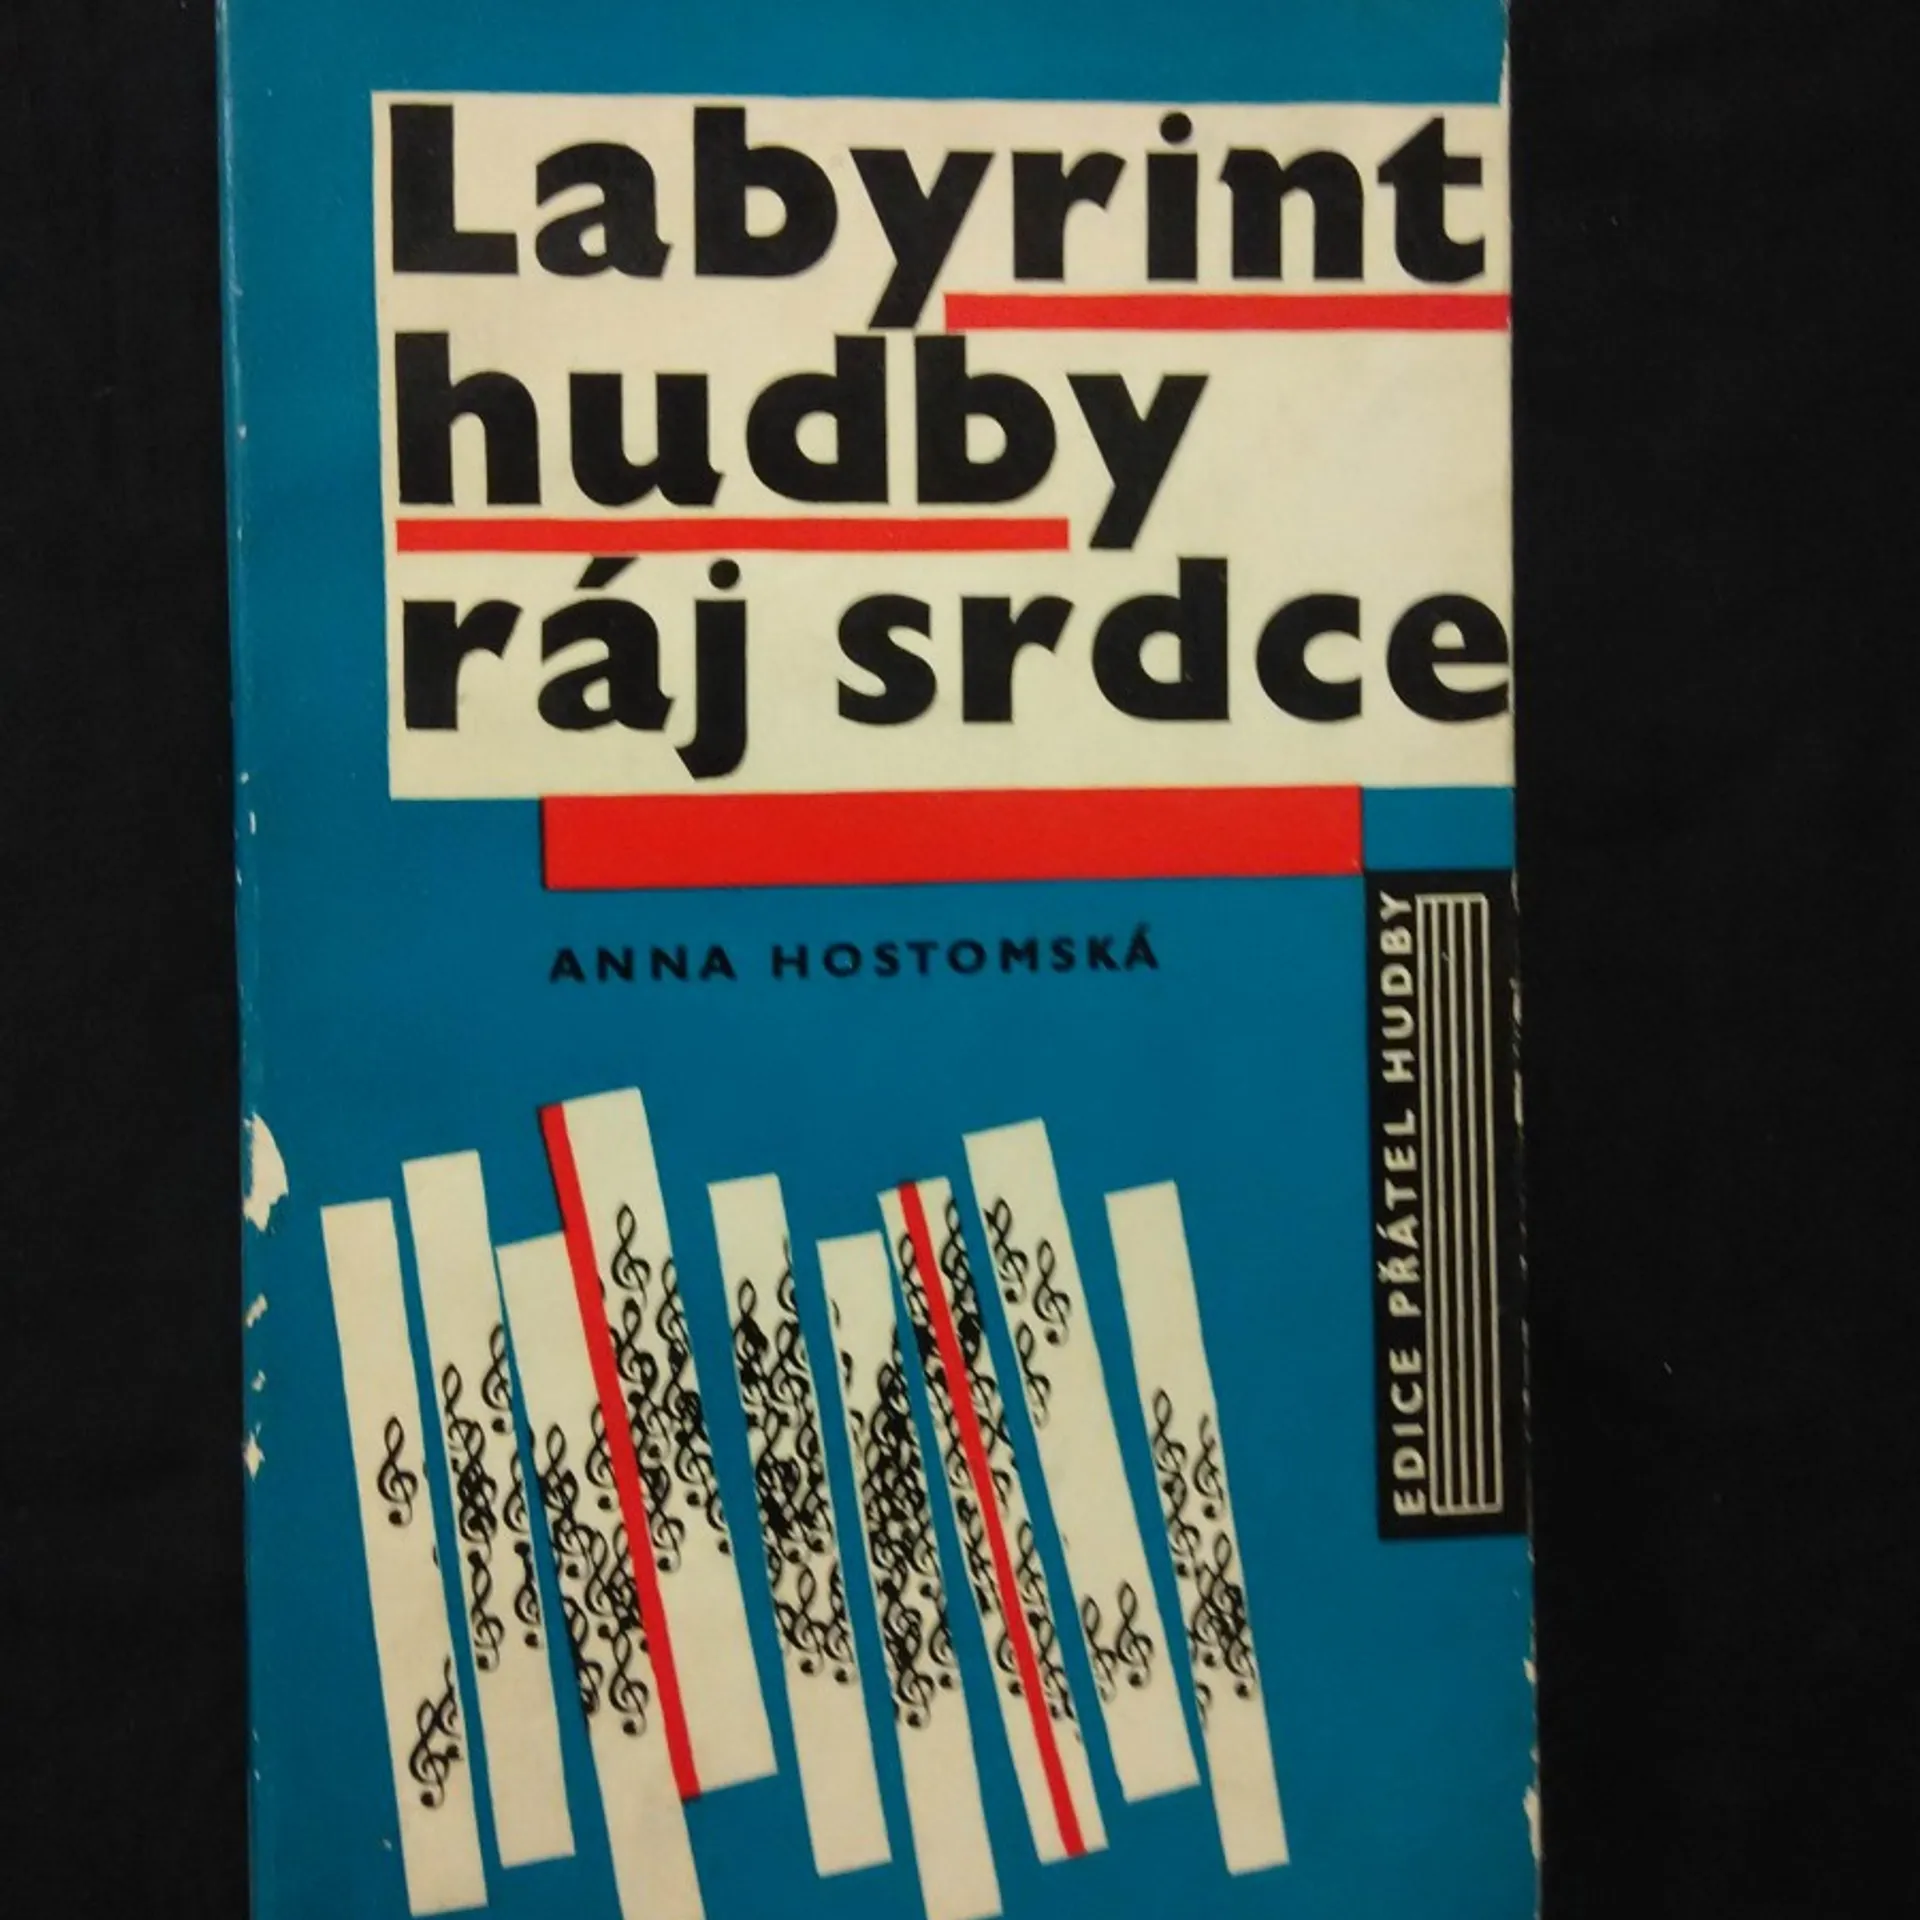 Labyrint
hudby
ráj srdce
ANNA HOSTOMSKÁ
EDICE PŘÁTEL HUDBY